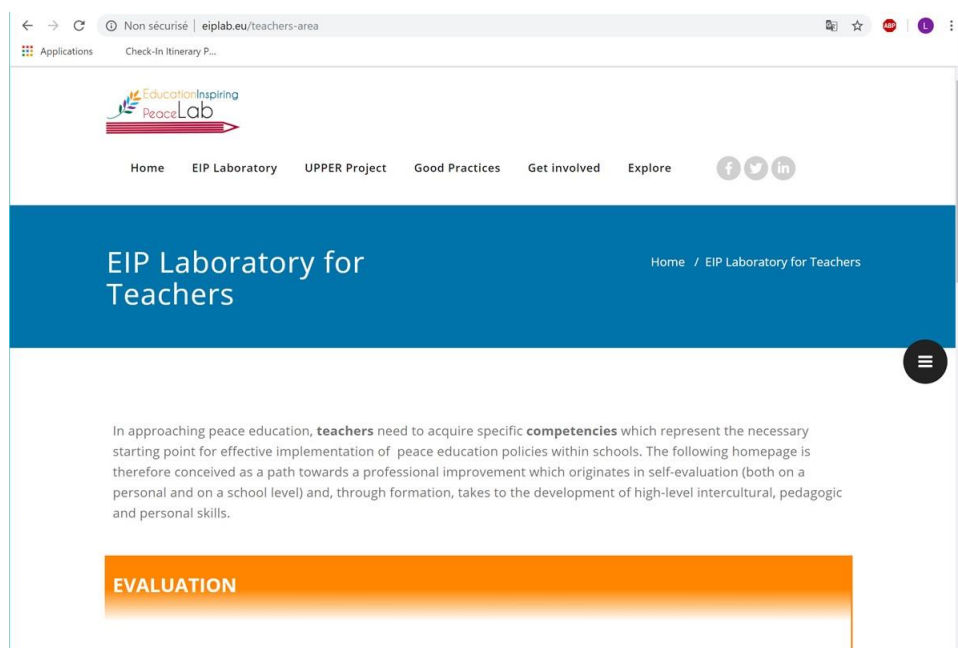 Non sécurisé | eiplab.eu/teachers-area
ABP
L
Applications Check-In Itinerary P...
EducationInspiring
PeaceLab
Home EIP Laboratory UPPER Project Good Practices Get involved Explore
EIP Laboratory for
Teachers
Home / EIP Laboratory for Teachers
In approaching peace education, teachers need to acquire specific competencies which represent the necessary
starting point for effective implementation of peace education policies within schools. The following homepage is
therefore conceived as a path towards a professional improvement which originates in self-evaluation (both on a
personal and on a school level) and, through formation, takes to the development of high-level intercultural, pedagogic
and personal skills.
EVALUATION